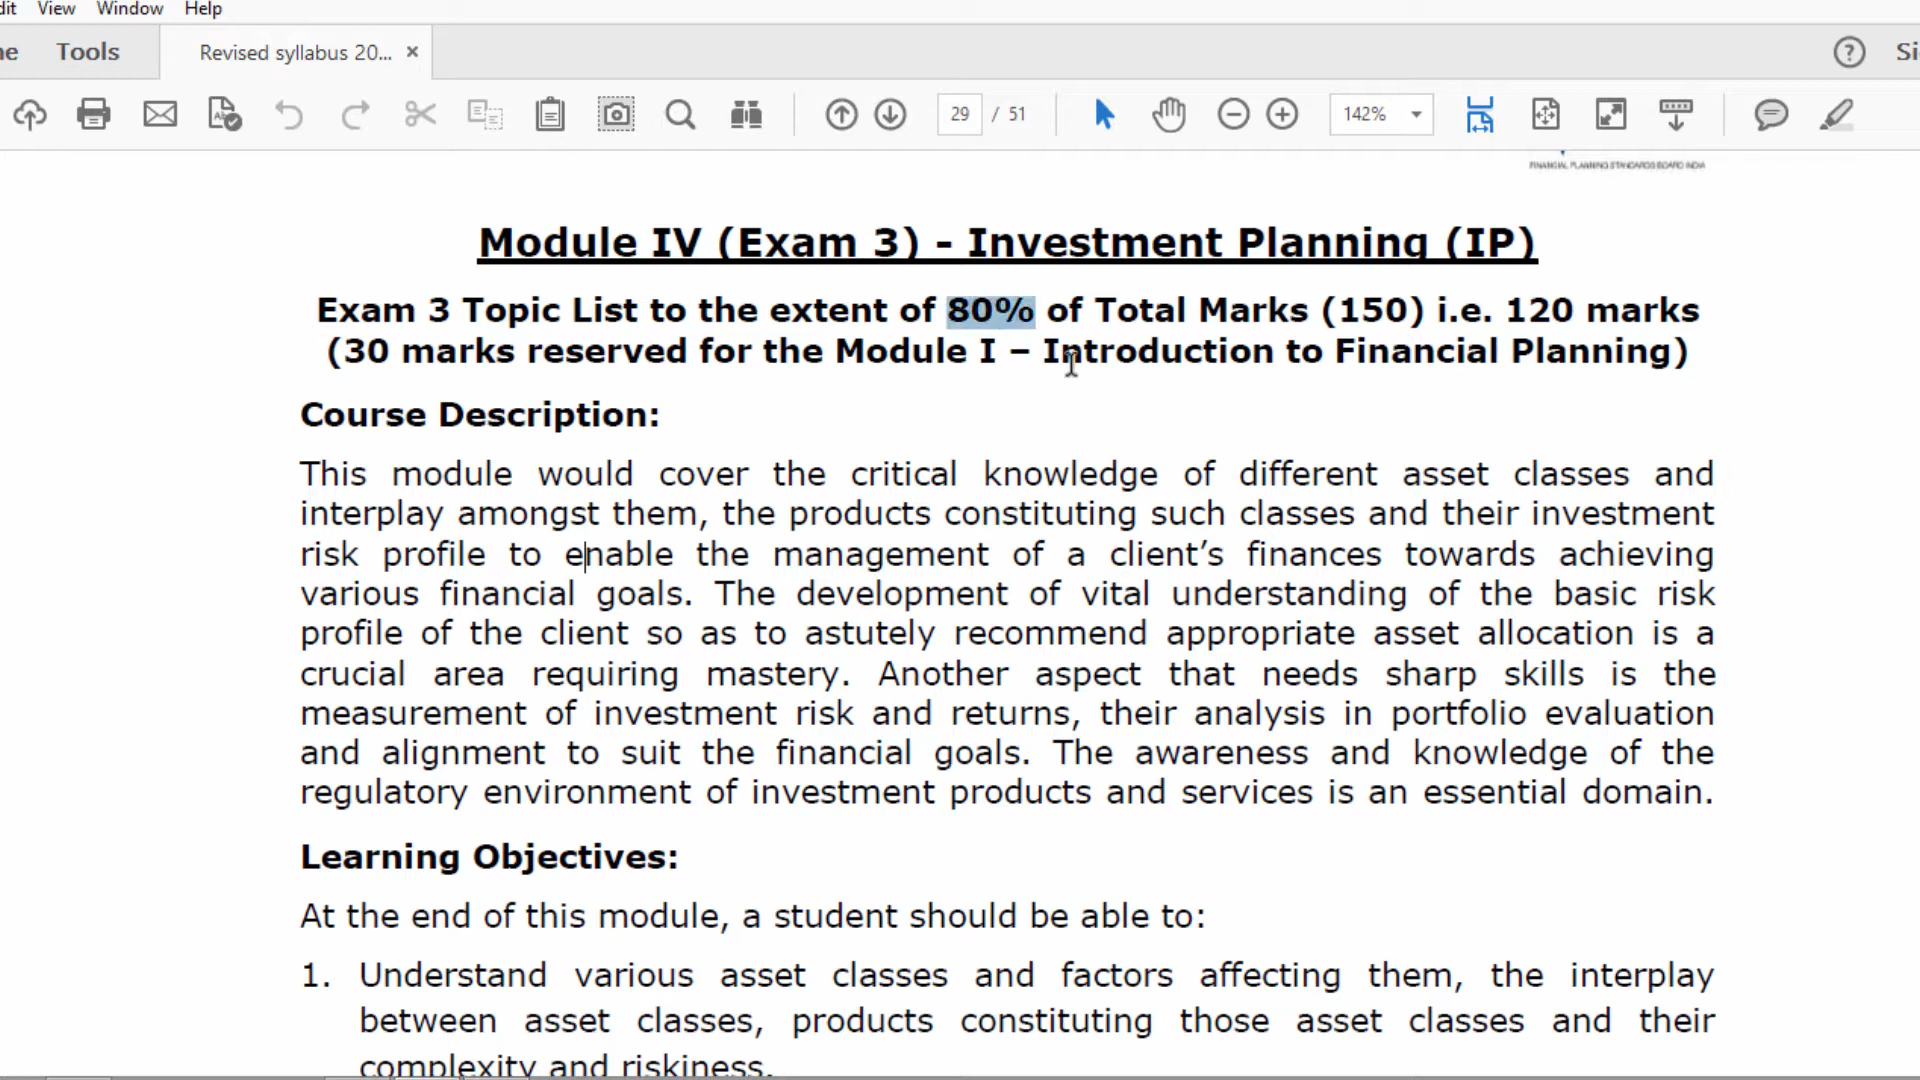 dit View Window Help
ne Tools Revised syllabus 20... × ? Si
29 / 51 142%
FINANCIAL PLANNING STANDARDS BOARD INDIA
Module IV (Exam 3) - Investment Planning (IP)
Exam 3 Topic List to the extent of 80% of Total Marks (150) i.e. 120 marks
(30 marks reserved for the Module I – Introduction to Financial Planning)
Course Description:
This module would cover the critical knowledge of different asset classes and
interplay amongst them, the products constituting such classes and their investment
risk profile to enable the management of a client’s finances towards achieving
various financial goals. The development of vital understanding of the basic risk
profile of the client so as to astutely recommend appropriate asset allocation is a
crucial area requiring mastery. Another aspect that needs sharp skills is the
measurement of investment risk and returns, their analysis in portfolio evaluation
and alignment to suit the financial goals. The awareness and knowledge of the
regulatory environment of investment products and services is an essential domain.
Learning Objectives:
At the end of this module, a student should be able to:
1. Understand various asset classes and factors affecting them, the interplay
between asset classes, products constituting those asset classes and their
complexity and riskiness.